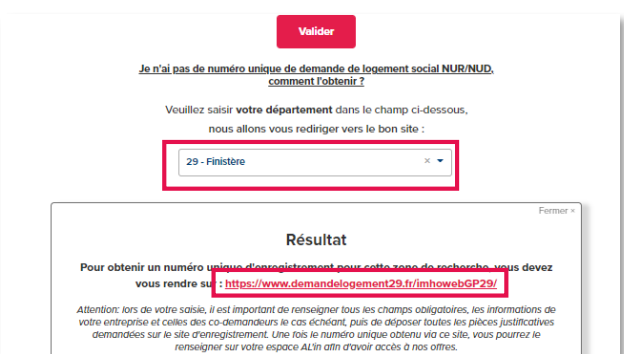 Valider
Je n'ai pas de numéro unique de demande de logement social NUR/NUD,
comment l'obtenir ?
Veuillez saisir votre département dans le champ ci-dessous,
nous allons vous rediriger vers le bon site :
29 - Finistère ×
Fermer ×
Résultat
Pour obtenir un numéro unique d'enregistrement pour cette zone de recherche, vous devez
vous rendre sur : https://www.demandelogement29.fr/imhowebGP29/
Attention: lors de votre saisie, il est important de renseigner tous les champs obligatoires, les informations de
votre entreprise et celles des co-demandeurs le cas échéant, puis de déposer toutes les pièces justificatives
demandées sur le site d'enregistrement. Une fois le numéro unique obtenu via ce site, vous pourrez le
renseigner sur votre espace AL'in afin d'avoir accès à nos offres.